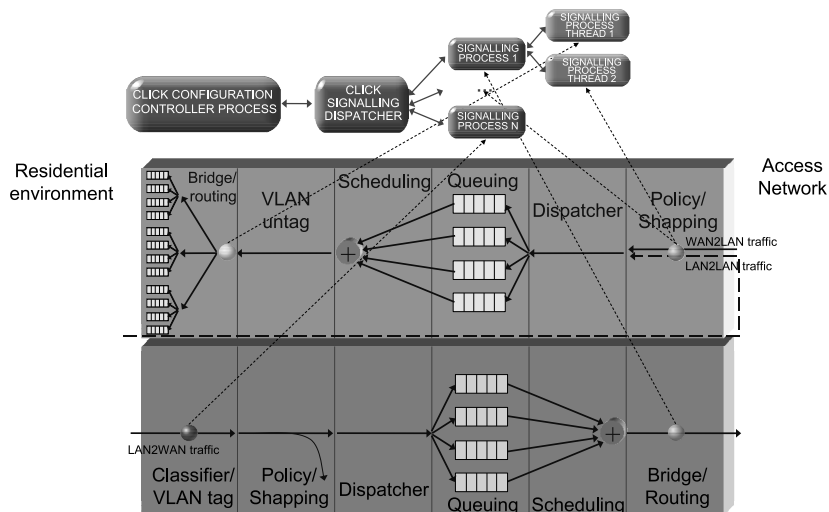 SIGNALLING
PROCESS
THREAD 1
SIGNALLING
PROCESS 1
SIGNALLING
PROCESS
THREAD 2
CLICK CONFIGURATION
CONTROLLER PROCESS
CLICK
SIGNALLING
DISPATCHER
SIGNALLING
PROCESS N
Residential
environment
Bridge/
routing
VLAN
untag
Scheduling
Queuing
Dispatcher
Policy/
Shapping
Access
Network
WAN2LAN traffic
LAN2LAN traffic
+
LAN2WAN traffic
+
Classifier/
VLAN tag
Policy/
Shapping
Dispatcher
Queuing
Scheduling
Bridge/
Routing